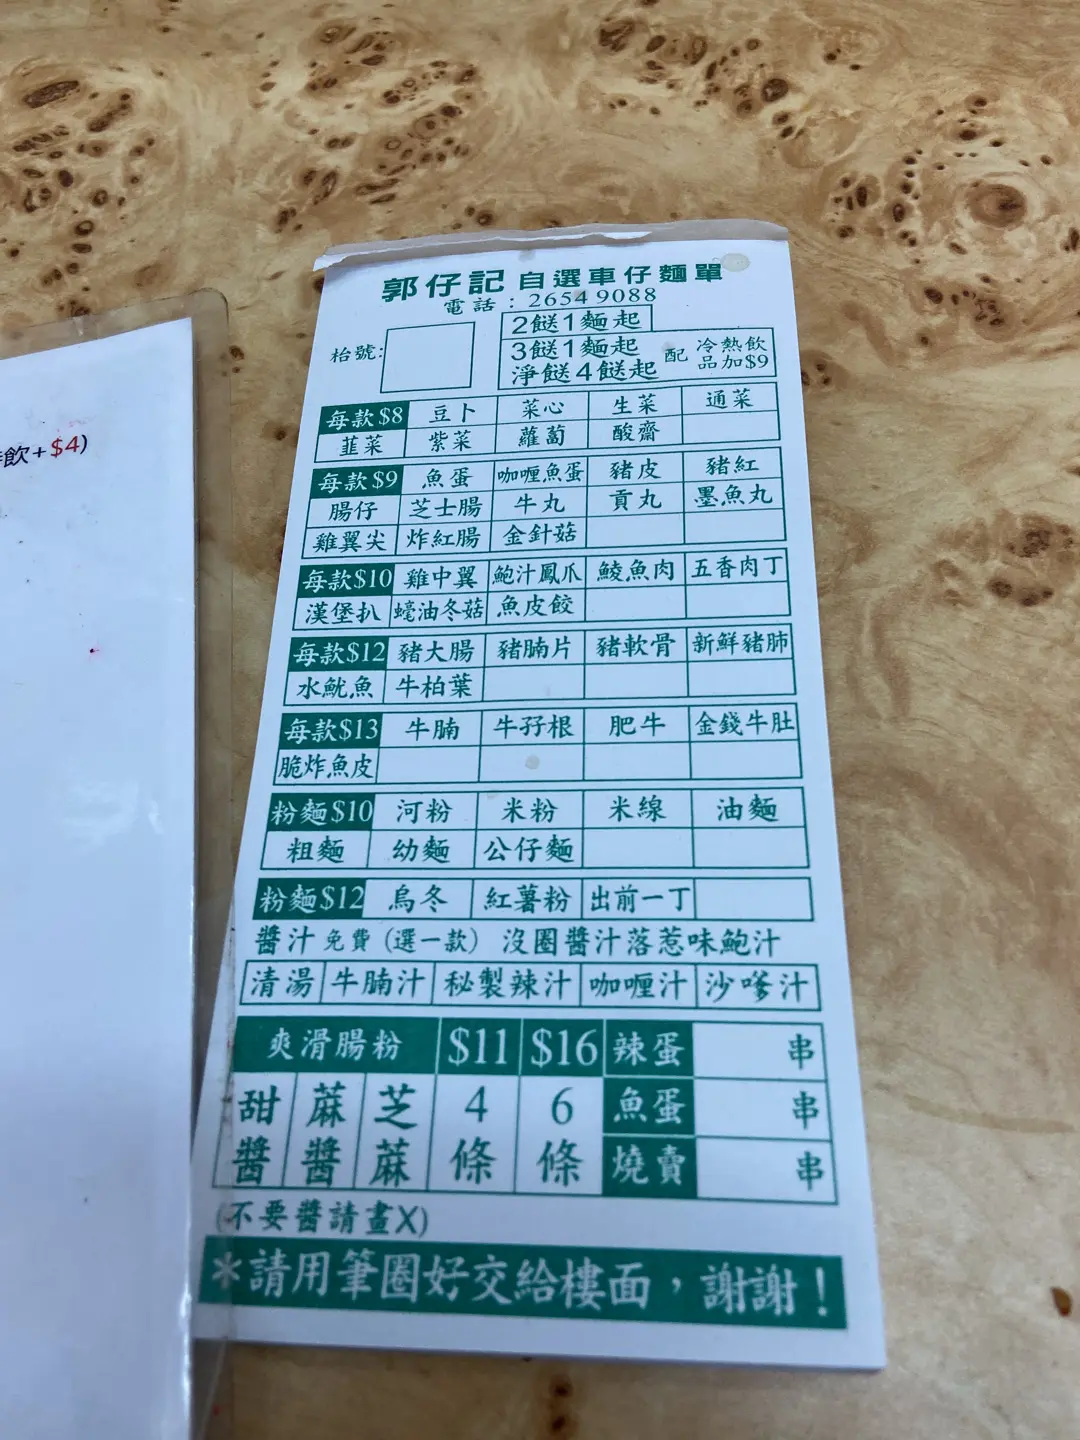 飲+$4)
郭仔記 自選車仔麵單
電話：2654 9088
枱號:
2餸1麵起
3餸1麵起
淨餸4餸起
配 冷熱飲品加$9
每款$8 豆卜 菜心 生菜 通菜
韮菜 紫菜 蘿蔔 酸齋
每款$9 魚蛋 咖喱魚蛋 豬皮 豬紅
腸仔 芝士腸 牛丸 貢丸 墨魚丸
雞翼尖 炸紅腸 金針菇
每款$10 雞中翼 鮑汁鳳爪 鯪魚肉 五香肉丁
漢堡扒 蠔油冬菇 魚皮餃
每款$12 豬大腸 豬腩片 豬軟骨 新鮮豬肺
水魷魚 牛柏葉
每款$13 牛腩 牛孖根 肥牛 金錢牛肚
脆炸魚皮
粉麵$10 河粉 米粉 米線 油麵
粗麵 幼麵 公仔麵
粉麵$12 烏冬 紅薯粉 出前一丁
醬汁 免費 (選一款) 沒圈醬汁落惹味鮑汁
清湯 牛腩汁 秘製辣汁 咖喱汁 沙嗲汁
爽滑腸粉 $11 $16 辣蛋 串
甜醬 蔴醬 芝蔴 4條 6條 魚蛋 串
燒賣 串
(不要醬請畫X)
*請用筆圈好交給樓面，謝謝！